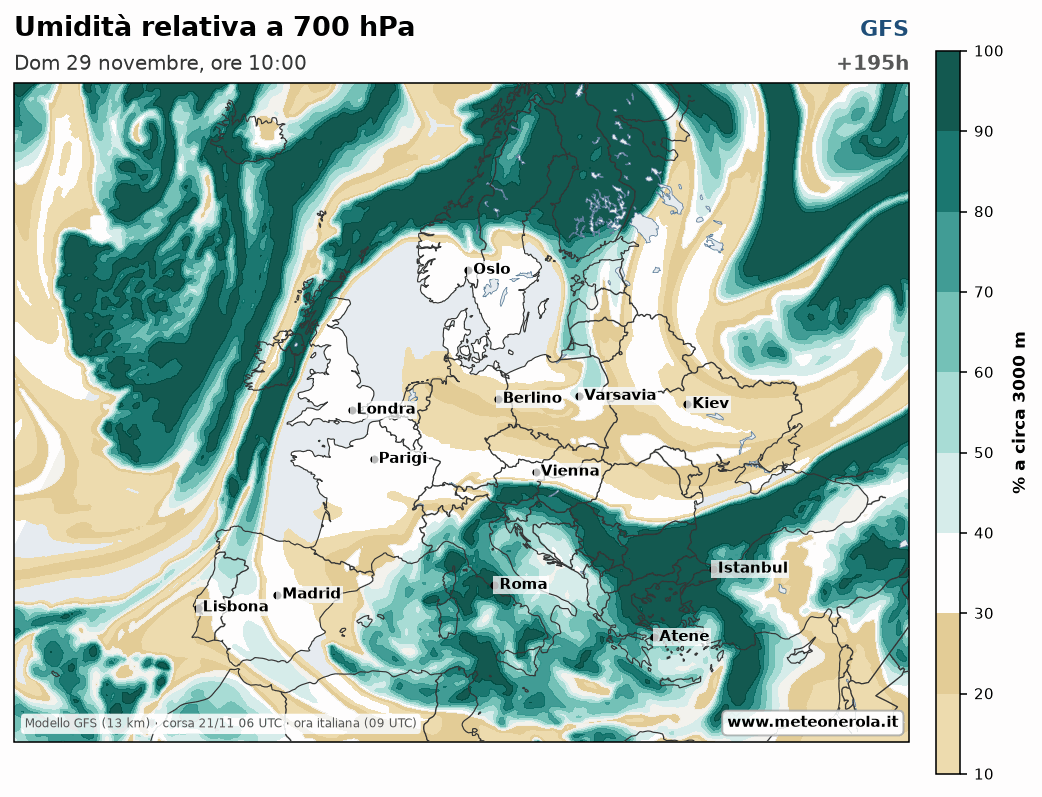 Umidità relativa a 700 hPa
GFS
Dom 29 novembre, ore 10:00
+195h
100
90
80
70
60
50
40
30
20
10
% a circa 3000 m
Oslo
Londra
Berlino
Varsavia
Kiev
Parigi
Vienna
Istanbul
Roma
Madrid
Lisbona
Atene
Modello GFS (13 km) · corsa 21/11 06 UTC · ora italiana (09 UTC)
www.meteonerola.it